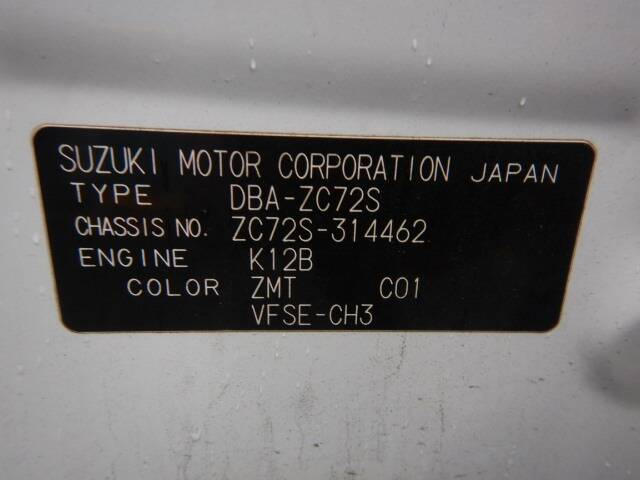 SUZUKI MOTOR CORPORATION JAPAN
TYPE DBA-ZC72S
CHASSIS NO. ZC72S-314462
ENGINE K12B
COLOR ZMT C01
VFSE-CH3